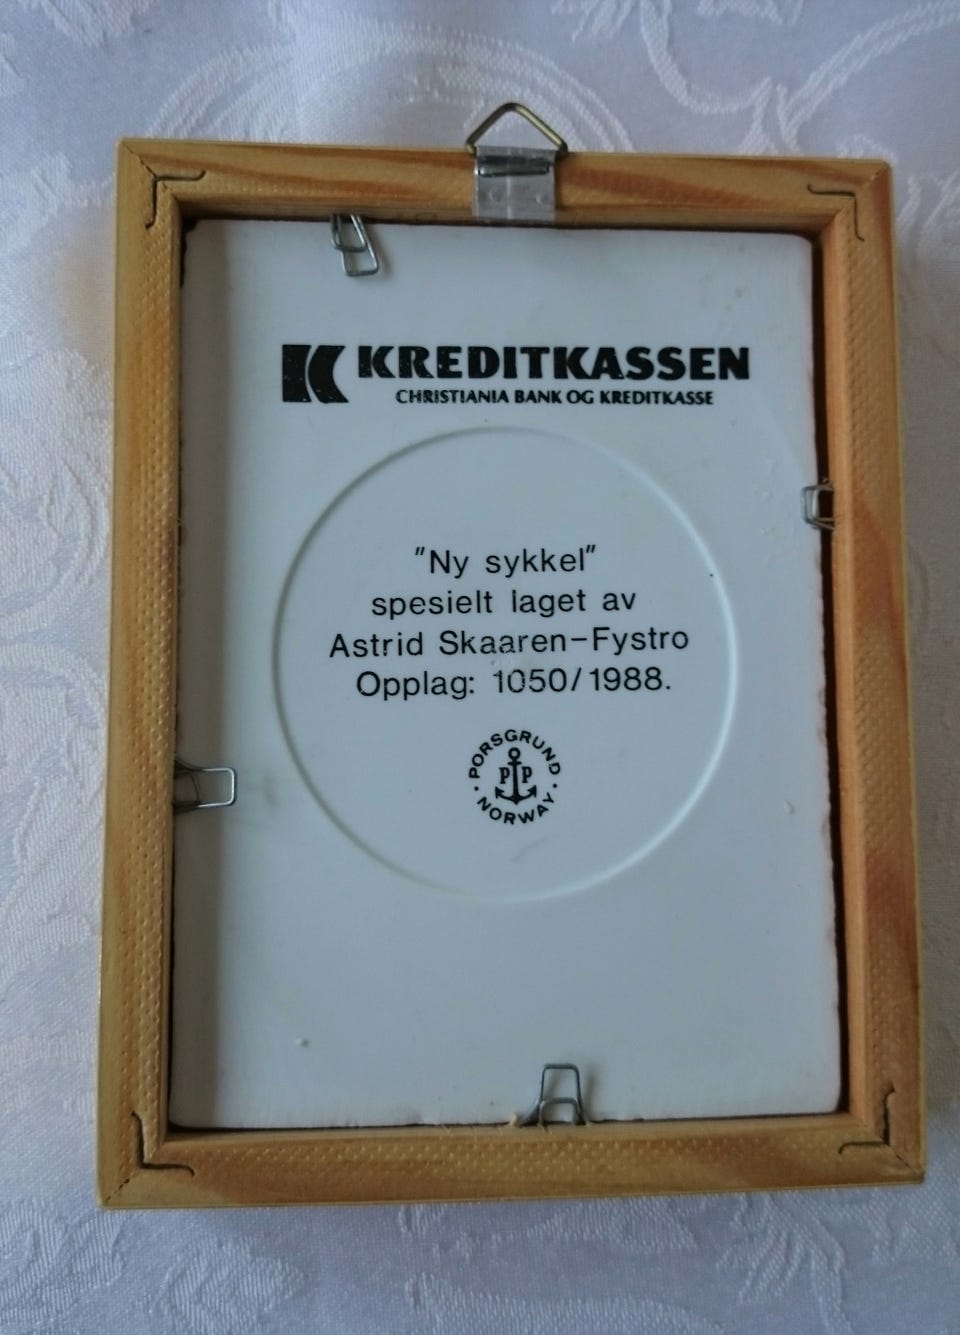 KREDITKASSEN
CHRISTIANIA BANK OG KREDITKASSE
"Ny sykkel"
spesielt laget av
Astrid Skaaren-Fystro
Opplag: 1050/1988.
PORSGRUND
PP
NORWAY